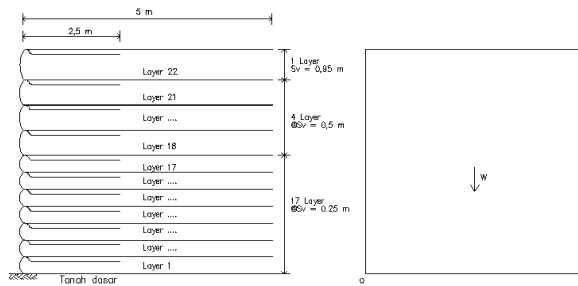 5 m
2,5 m
Layer 22
1 Layer
Sv = 0,85 m
Layer 21
Layer ....
4 Layer
@Sv = 0,5 m
Layer 18
Layer 17
Layer ....
W
Layer ....
17 Layer
@Sv = 0.25 m
Layer ....
Layer ....
Layer ....
Layer 1
Tanah dasar
O